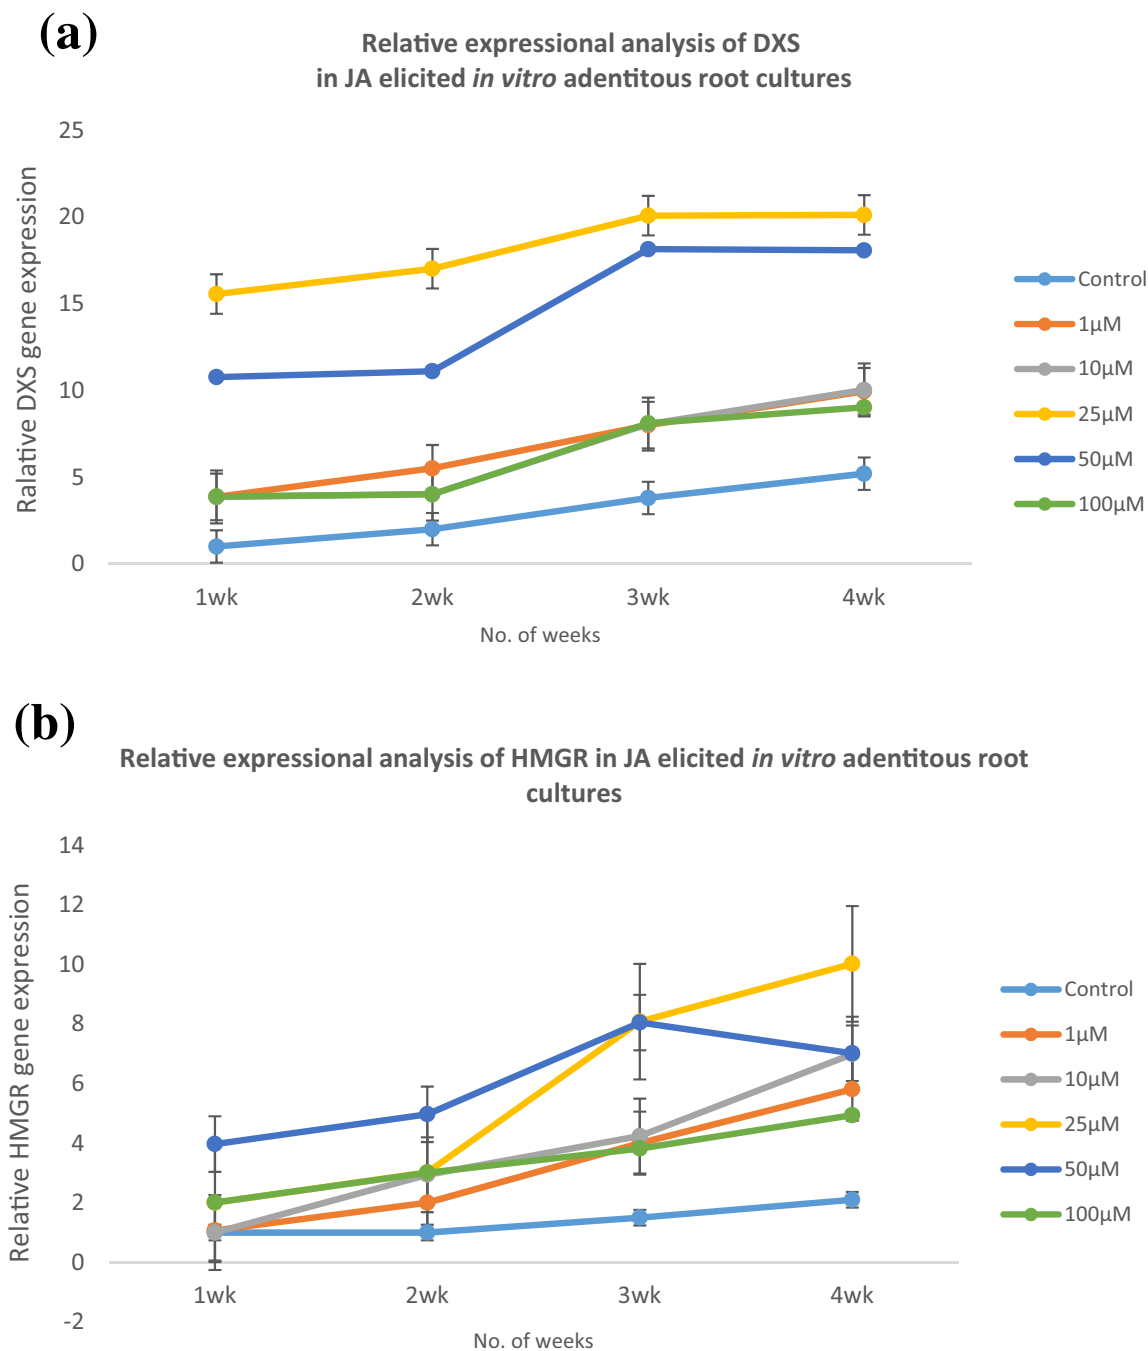 (a)
Relative expressional analysis of DXS
in JA elicited in vitro adentitous root cultures
25
20
15
10
5
0
Ralative DXS gene expression
1wk 2wk 3wk 4wk
No. of weeks
Control
1µM
10µM
25µM
50µM
100µM
(b)
Relative expressional analysis of HMGR in JA elicited in vitro adentitous root
cultures
14
12
10
8
6
4
2
0
-2
Relative HMGR gene expression
1wk 2wk 3wk 4wk
No. of weeks
Control
1µM
10µM
25µM
50µM
100µM